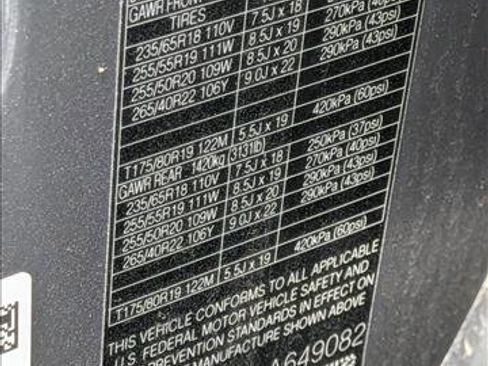 GAWR FRONT
TIRES
235/65R18 110V 7.5J x 18 
255/55R19 111W 8.5J x 19 270kPa
255/50R20 109W 8.5J x 20 290kPa (43psi)
265/40R22 106Y 9.0J x 22 290kPa (43psi)
T175/80R19 122M 5.5J x 19 420kPa (60psi)
GAWR REAR 1420kg (3131lb)
235/65R18 110V 7.5J x 18 250kPa (37psi)
255/55R19 111W 8.5J x 19 270kPa (40psi)
255/50R20 109W 8.5J x 20 290kPa (43psi)
265/40R22 106Y 9.0J x 22 290kPa (43psi)
T175/80R19 122M 5.5J x 19 420kPa (60psi)
THIS VEHICLE CONFORMS TO ALL APPLICABLE
U.S. FEDERAL MOTOR VEHICLE SAFETY AND
PREVENTION STANDARDS IN EFFECT ON
MANUFACTURE SHOWN ABOVE
A649082